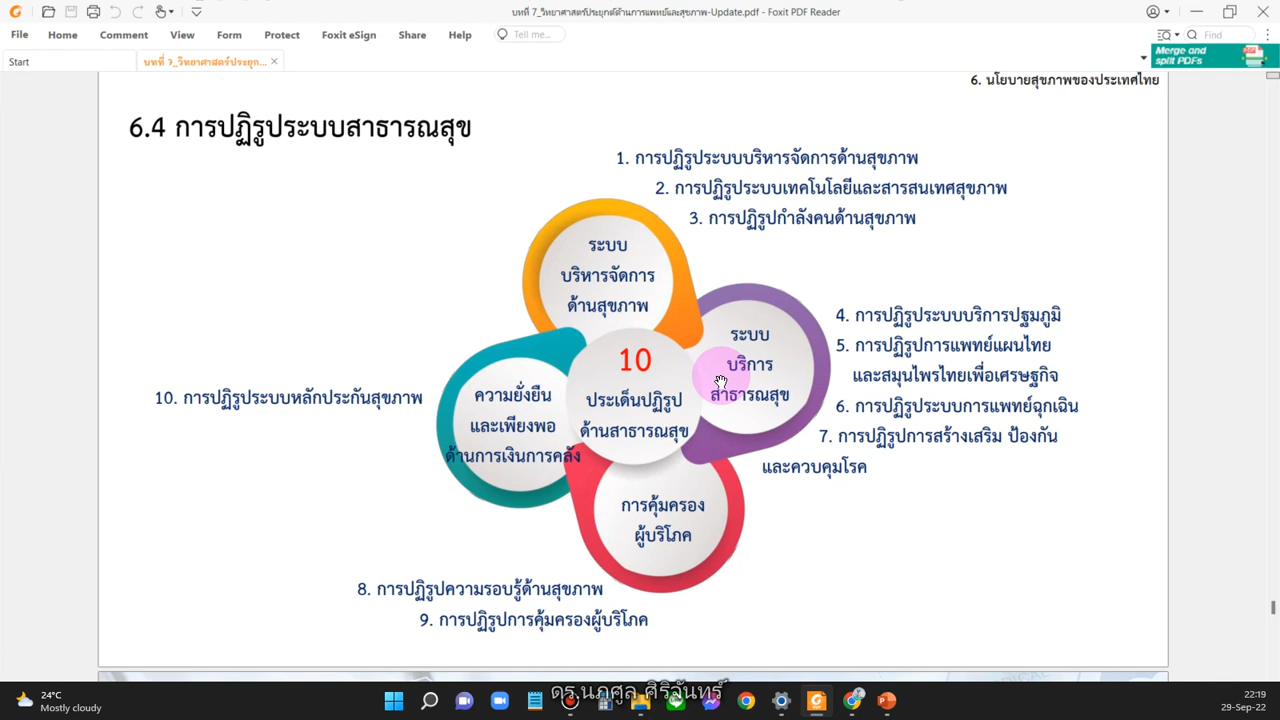 บทที่ 7_วิทยาศาสตร์ประยุกต์ด้านการแพทย์และสุขภาพ-Update.pdf - Foxit PDF Reader
File Home Comment View Form Protect Foxit eSign Share Help Tell me... Find
Start บทที่ 7_วิทยาศาสตร์ประยุก...
Merge and
split PDFs
6. นโยบายสุขภาพของประเทศไทย
6.4 การปฏิรูประบบสาธารณสุข
1. การปฏิรูประบบบริหารจัดการด้านสุขภาพ
2. การปฏิรูประบบเทคโนโลยีและสารสนเทศสุขภาพ
3. การปฏิรูปกำลังคนด้านสุขภาพ
ระบบ
บริหารจัดการ
ด้านสุขภาพ
ระบบ
บริการ
สาธารณสุข
4. การปฏิรูประบบบริการปฐมภูมิ
5. การปฏิรูปการแพทย์แผนไทย
และสมุนไพรไทยเพื่อเศรษฐกิจ
6. การปฏิรูประบบการแพทย์ฉุกเฉิน
7. การปฏิรูปการสร้างเสริม ป้องกัน
และควบคุมโรค
10
ประเด็นปฏิรูป
ด้านสาธารณสุข
10. การปฏิรูประบบหลักประกันสุขภาพ
ความยั่งยืน
และเพียงพอ
ด้านการเงินการคลัง
การคุ้มครอง
ผู้บริโภค
8. การปฏิรูปความรอบรู้ด้านสุขภาพ
9. การปฏิรูปการคุ้มครองผู้บริโภค
24°C
Mostly cloudy
ดร.นภศูล ศิริจันทร์
22:19
29-Sep-22